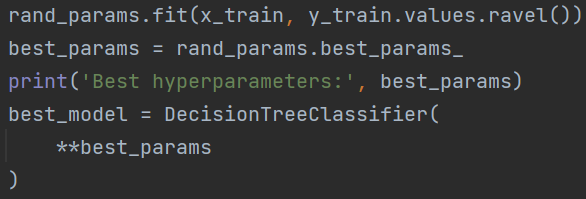 rand_params.fit(x_train, y_train.values.ravel())
best_params = rand_params.best_params_
print('Best hyperparameters:', best_params)
best_model = DecisionTreeClassifier(
    **best_params
)